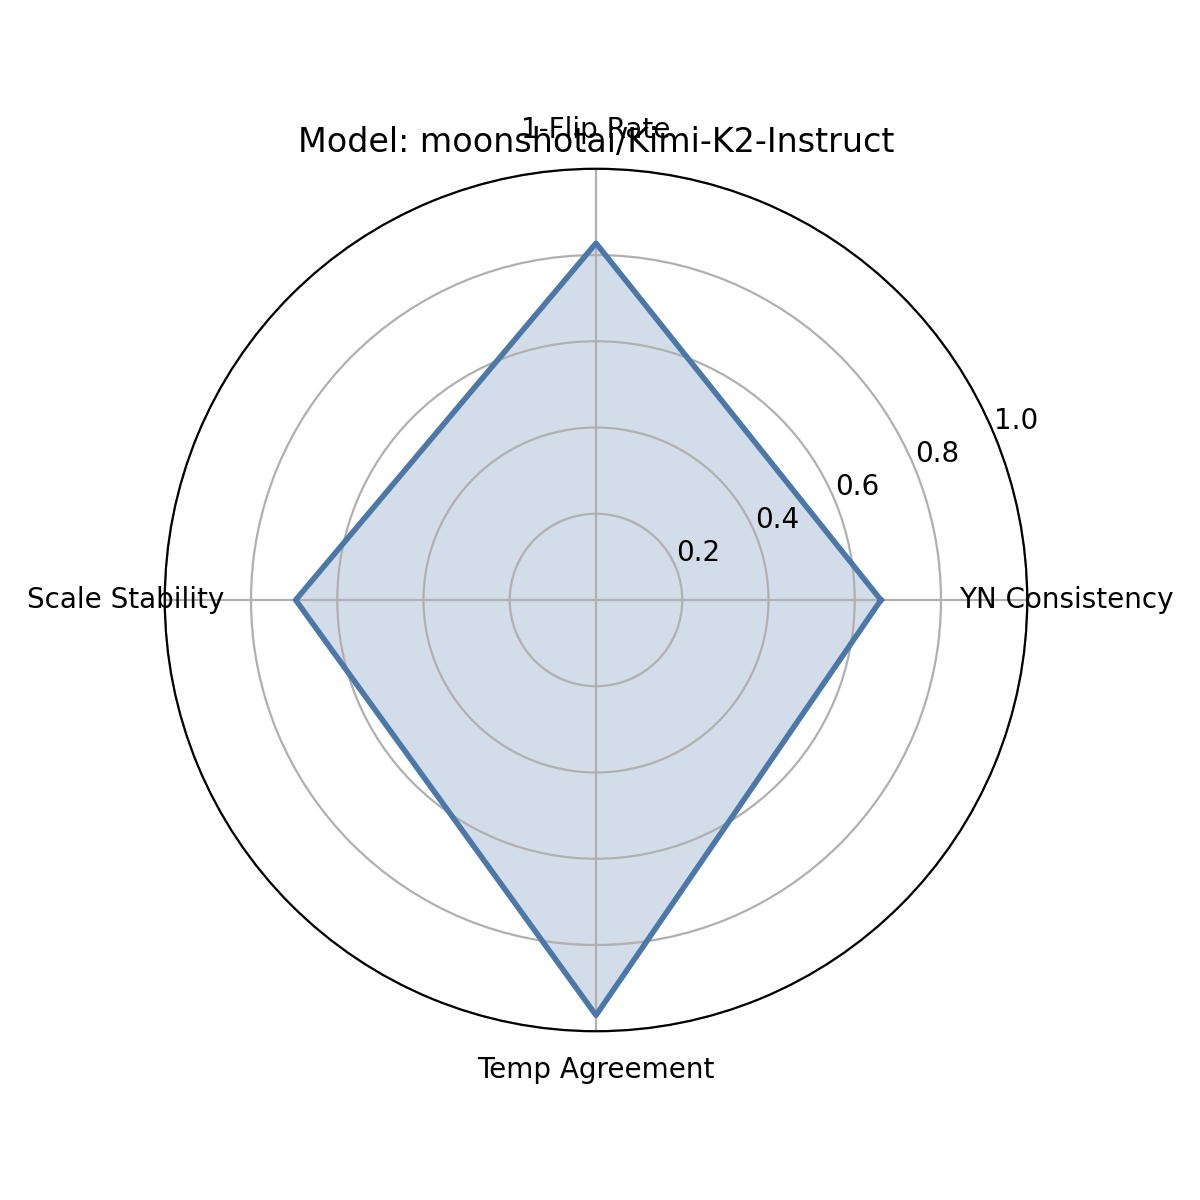 1-Flip Rate
Model: moonshotai/Kimi-K2-Instruct
1.0
0.8
0.6
0.4
0.2
Scale Stability
YN Consistency
Temp Agreement